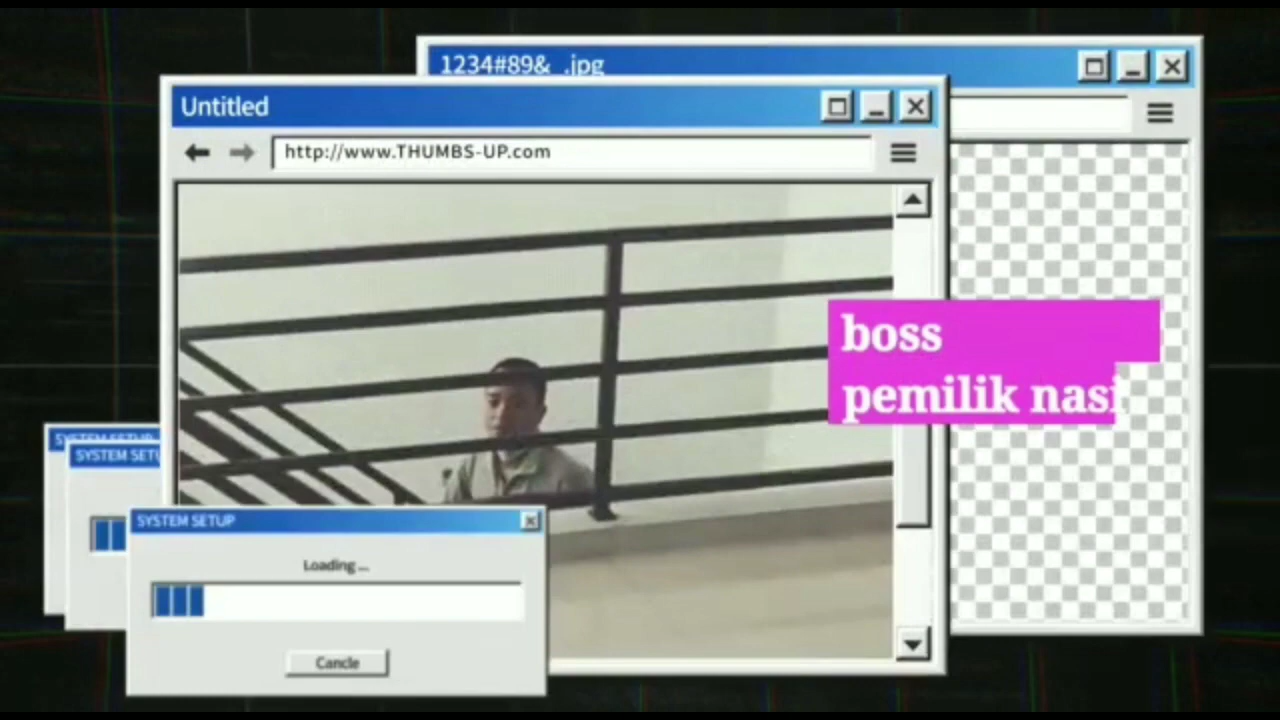 1234#89&_.jpg
Untitled
http://www.THUMBS-UP.com
boss
pemilik nasi
SYSTEM SETUP
SYSTEM SETU
SYSTEM SETUP
Loading...
Cancle